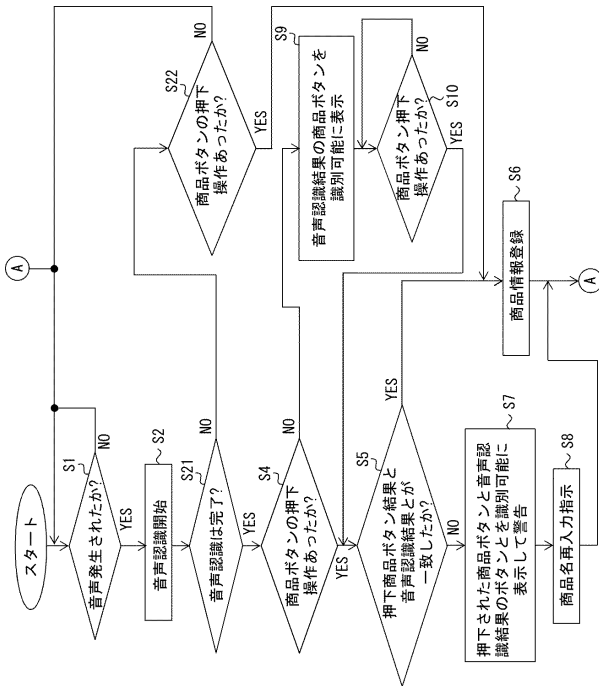 A
スタート
S1
音声発生されたか?
NO
YES
S2
音声認識開始
S21
音声認識は完了?
NO
YES
S22
商品ボタンの押下
操作あったか?
NO
YES
S4
商品ボタンの押下
操作あったか?
NO
YES
S9
音声認識結果の商品ボタンを
識別可能に表示
S10
商品ボタン押下
操作あったか?
NO
YES
S5
押下商品ボタン結果と
音声認識結果とが
一致したか?
YES
NO
S6
商品情報登録
S7
押下された商品ボタンと音声認
識結果のボタンとを識別可能に
表示して警告
S8
商品名再入力指示
A